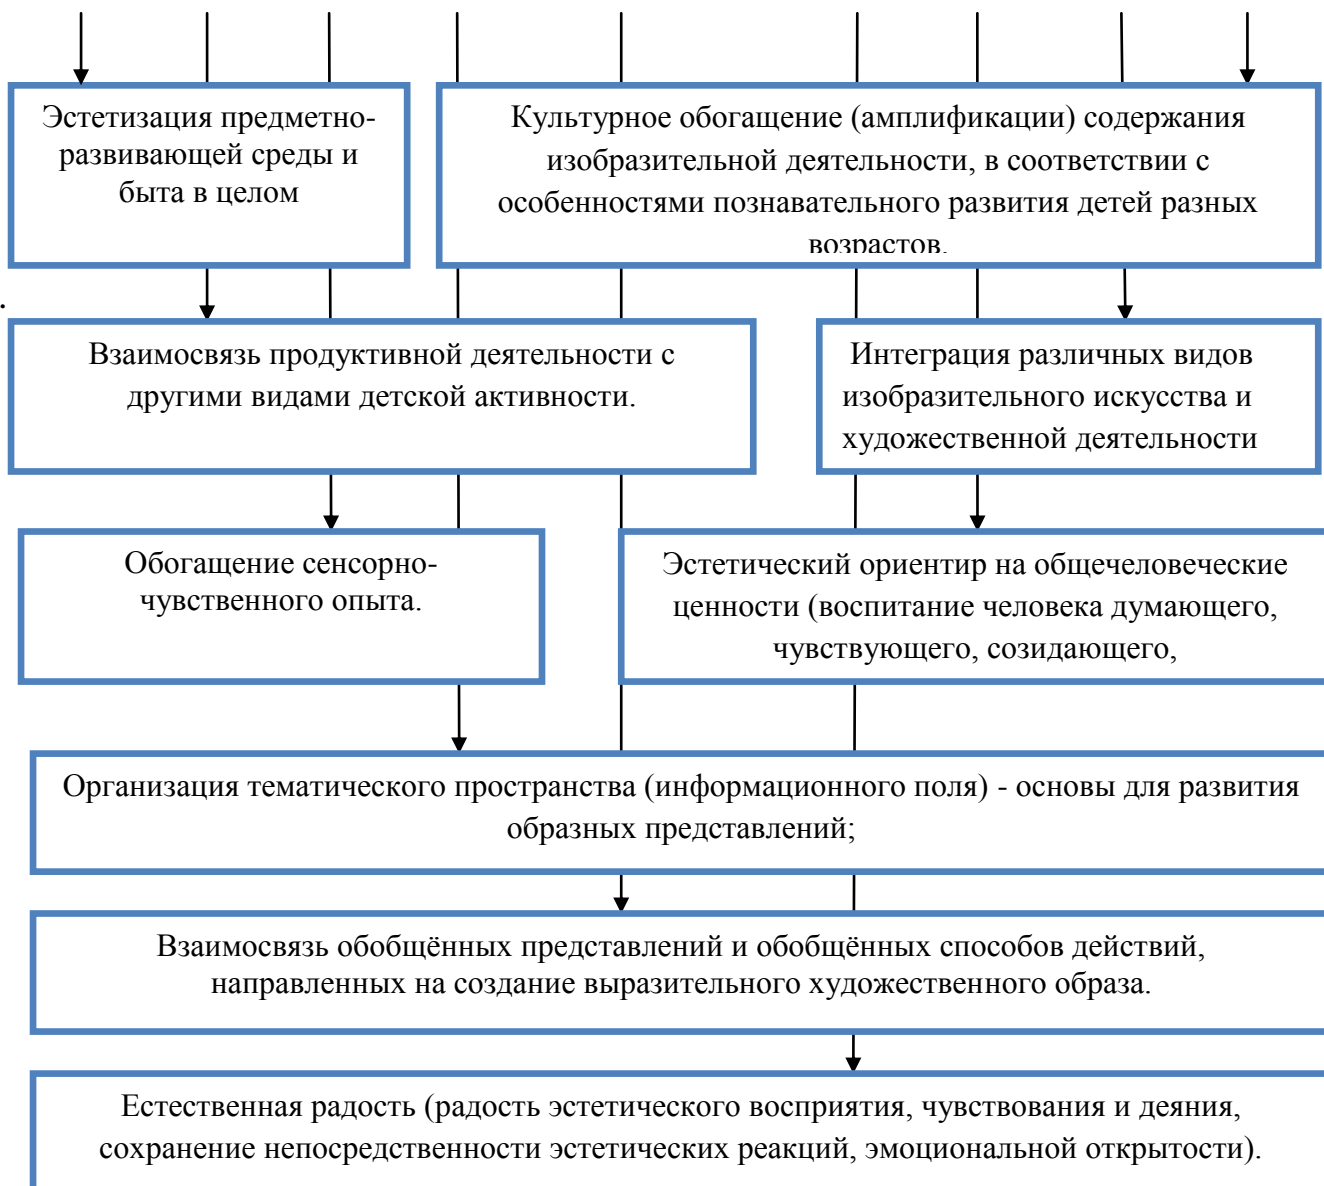 Эстетизация предметно-
развивающей среды и
быта в целом
Культурное обогащение (амплификации) содержания
изобразительной деятельности, в соответствии с
особенностями познавательного развития детей разных
возрастов.
.
Взаимосвязь продуктивной деятельности с
другими видами детской активности.
Интеграция различных видов
изобразительного искусства и
художественной деятельности
Обогащение сенсорно-
чувственного опыта.
Эстетический ориентир на общечеловеческие
ценности (воспитание человека думающего,
чувствующего, созидающего,
Организация тематического пространства (информационного поля) - основы для развития
образных представлений;
Взаимосвязь обобщённых представлений и обобщённых способов действий,
направленных на создание выразительного художественного образа.
Естественная радость (радость эстетического восприятия, чувствования и деяния,
сохранение непосредственности эстетических реакций, эмоциональной открытости).